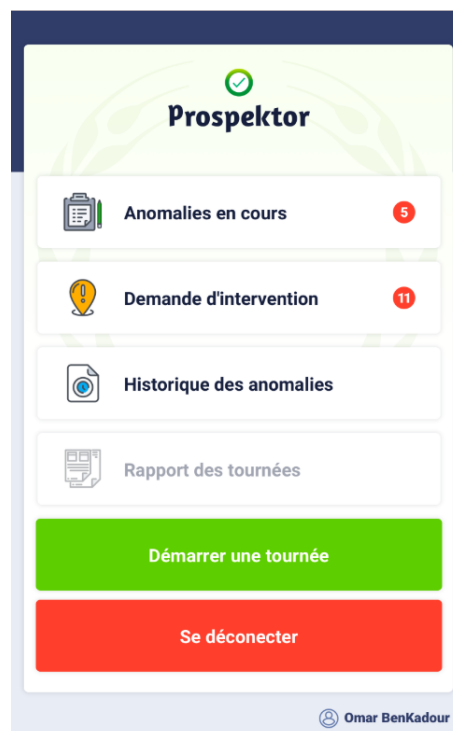 Prospektor
Anomalies en cours 5
Demande d'intervention 11
Historique des anomalies
Rapport des tournées
Démarrer une tournée
Se déconecter
Omar BenKadour